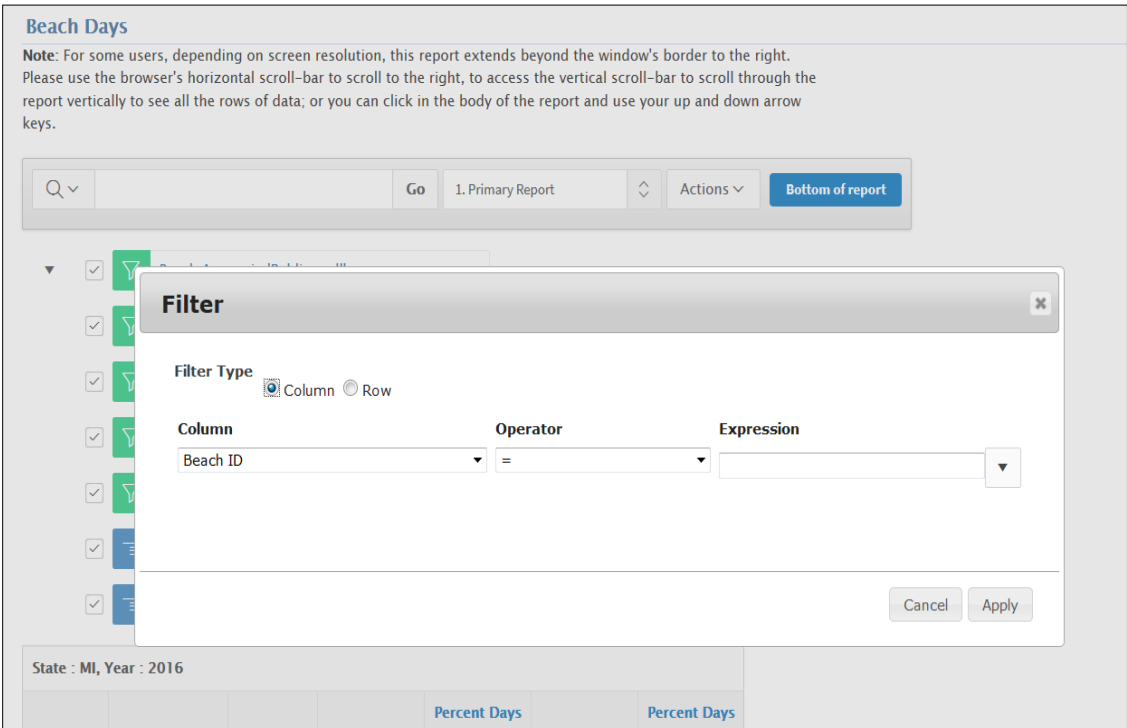 Beach Days
Note: For some users, depending on screen resolution, this report extends beyond the window's border to the right.
Please use the browser's horizontal scroll-bar to scroll to the right, to access the vertical scroll-bar to scroll through the
report vertically to see all the rows of data; or you can click in the body of the report and use your up and down arrow
keys.
Go 1. Primary Report Actions Bottom of report
Filter
Filter Type
Column Row
Column Operator Expression
Beach ID =
Cancel Apply
State : MI, Year : 2016
Percent Days Percent Days